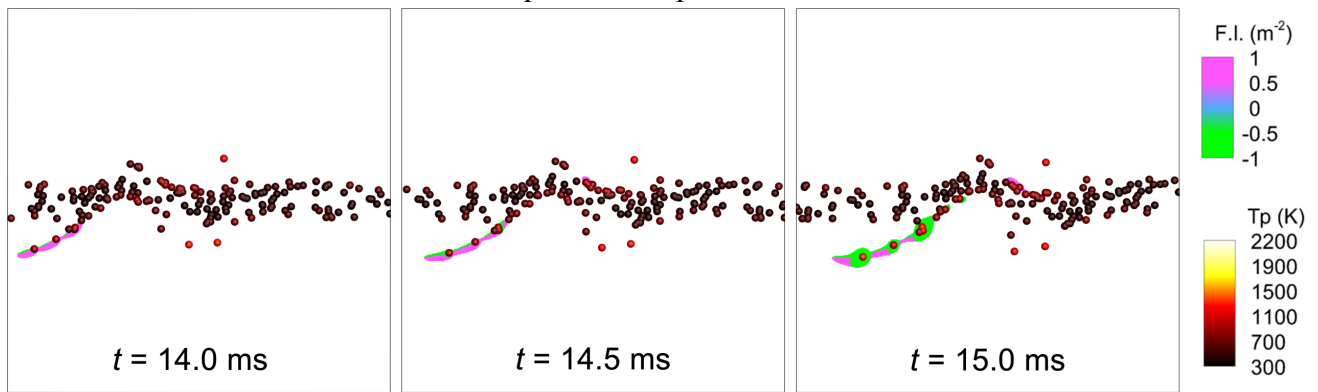 t = 14.0 ms
t = 14.5 ms
t = 15.0 ms
F.I. (m-2)
1
0.5
0
-0.5
-1
Tp (K)
2200
1900
1500
1100
700
300